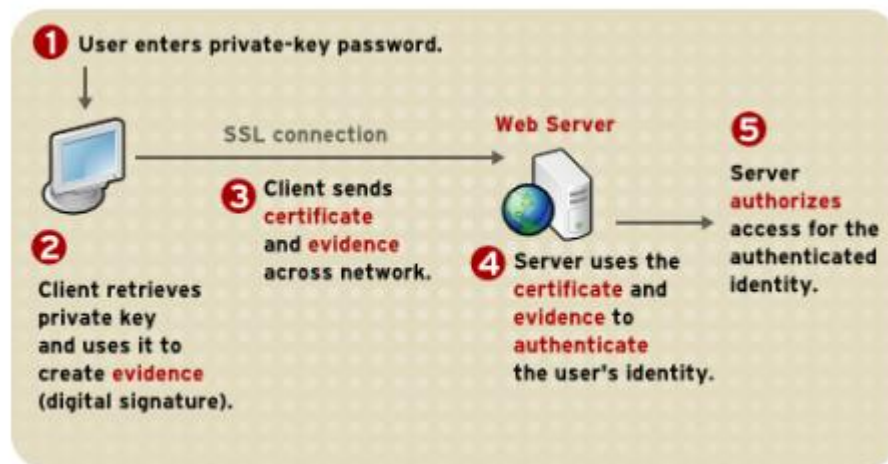 1 User enters private-key password.
SSL connection
Web Server
2
Client retrieves
private key
and uses it to
create evidence
(digital signature).
3 Client sends
certificate
and evidence
across network.
4 Server uses the
certificate and
evidence to
authenticate
the user's identity.
5
Server
authorizes
access for the
authenticated
identity.